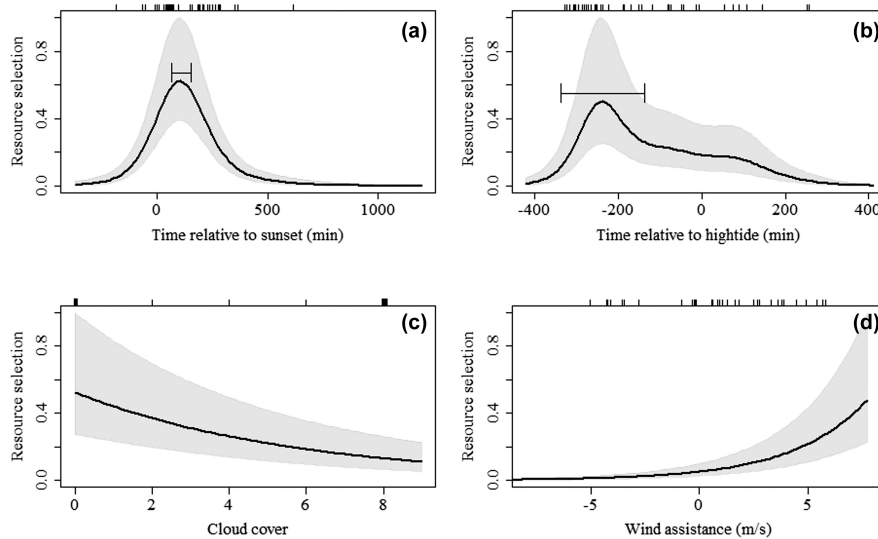 (a)
Resource selection
0.0 0.4 0.8
0 500 1000
Time relative to sunset (min)
(b)
Resource selection
0.0 0.4 0.8
-400 -200 0 200 400
Time relative to hightide (min)
(c)
Resource selection
0.0 0.4 0.8
0 2 4 6 8
Cloud cover
(d)
Resource selection
0.0 0.4 0.8
-5 0 5
Wind assistance (m/s)